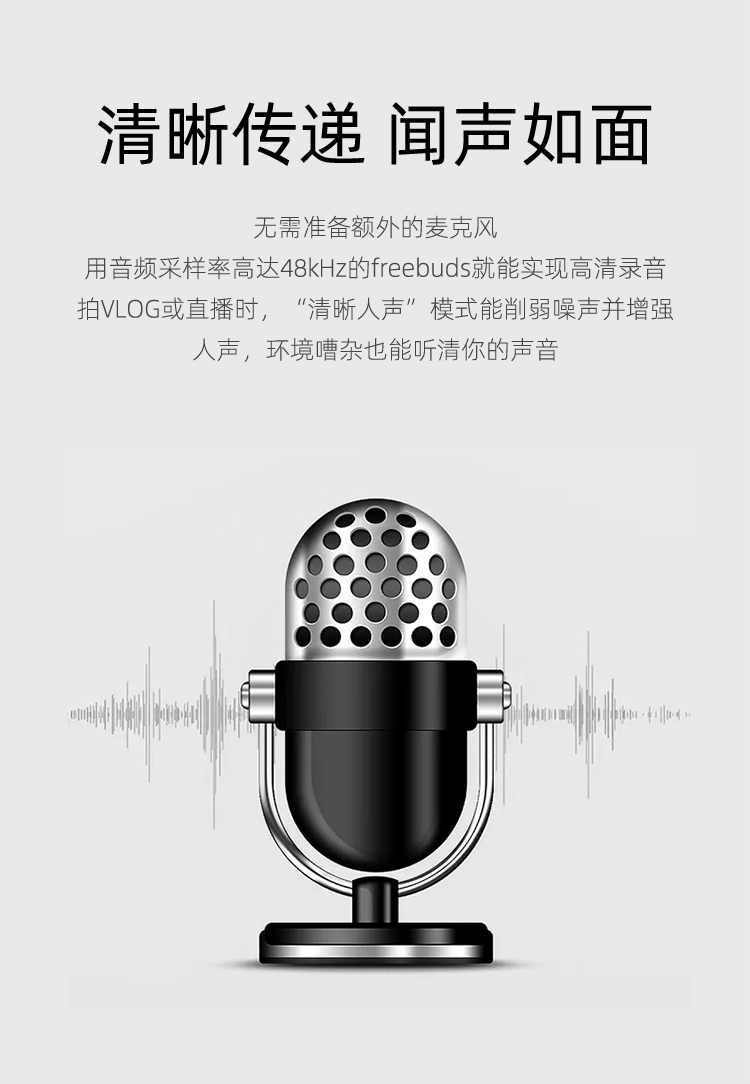 清晰传递 闻声如面
无需准备额外的麦克风
用音频采样率高达48kHz的freebuds就能实现高清录音
拍VLOG或直播时，“清晰人声”模式能削弱噪声并增强
人声，环境嘈杂也能听清你的声音